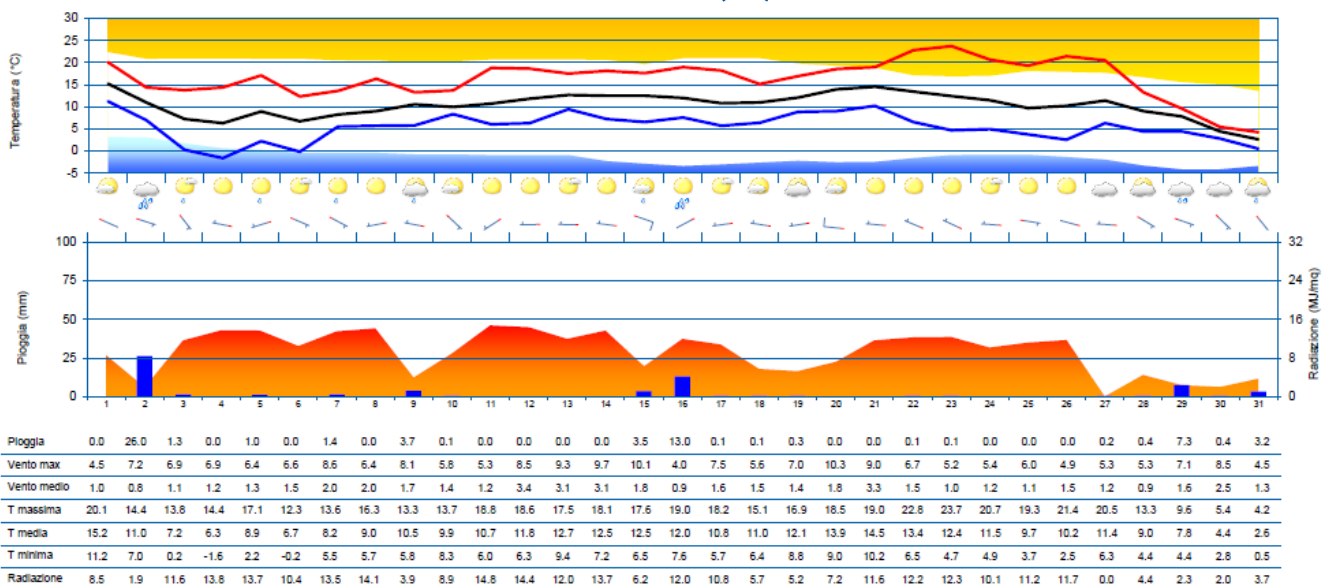 30
25
20
15
10
5
0
-5
Temperatura (°C)
100
75
50
25
0
Pioggia (mm)
32
24
16
8
0
Radiazione (MJ/mq)
1 2 3 4 5 6 7 8 9 10 11 12 13 14 15 16 17 18 19 20 21 22 23 24 25 26 27 28 29 30 31
Pioggia 0.0 26.0 1.3 0.0 1.0 0.0 1.4 0.0 3.7 0.1 0.0 0.0 0.0 0.0 3.5 13.0 0.1 0.1 0.3 0.0 0.0 0.1 0.1 0.0 0.0 0.0 0.2 0.4 7.3 0.4 3.2
Vento max 4.5 7.2 6.9 6.9 6.4 6.6 8.6 6.4 8.1 5.8 5.3 8.5 9.3 9.7 10.1 4.0 7.5 5.6 7.0 10.3 9.0 6.7 5.2 5.4 6.0 4.9 5.3 5.3 7.1 8.5 4.5
Vento medio 1.0 0.8 1.1 1.2 1.3 1.5 2.0 2.0 1.7 1.4 1.2 3.4 3.1 3.1 1.8 0.9 1.6 1.5 1.4 1.8 3.3 1.5 1.0 1.2 1.1 1.5 1.2 0.9 1.6 2.5 1.3
T massima 20.1 14.4 13.8 14.4 17.1 12.3 13.6 16.3 13.3 13.7 18.8 18.6 17.5 18.1 17.6 19.0 18.2 15.1 16.9 18.5 19.0 22.8 23.7 20.7 19.3 21.4 20.5 13.3 9.6 5.4 4.2
T media 15.2 11.0 7.2 6.3 8.9 6.7 8.2 9.0 10.5 9.9 10.7 11.8 12.7 12.5 12.5 12.0 10.8 11.0 12.1 13.9 14.5 13.4 12.4 11.5 9.7 10.2 11.4 9.0 7.8 4.4 2.6
T minima 11.2 7.0 0.2 -1.6 2.2 -0.2 5.5 5.7 5.8 8.3 6.0 6.3 9.4 7.2 6.5 7.6 5.7 6.4 8.8 9.0 10.2 6.5 4.7 4.9 3.7 2.5 6.3 4.4 4.4 2.8 0.5
Radiazione 8.5 1.9 11.6 13.8 13.7 10.4 13.5 14.1 3.9 8.9 14.8 14.4 12.0 13.7 6.2 12.0 10.8 5.7 5.2 7.2 11.6 12.2 12.3 10.1 11.2 11.7 0.0 4.4 2.3 2.0 3.7